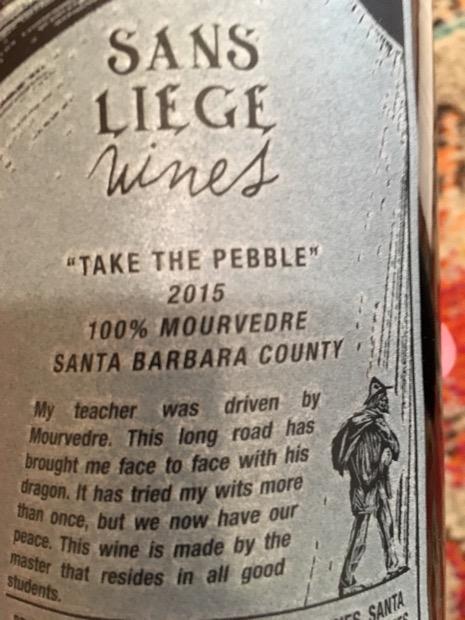 SANS
LIEGE
Wines
"TAKE THE PEBBLE"
2015
100% MOURVEDRE
SANTA BARBARA COUNTY
My teacher was driven by
Mourvedre. This long road has
brought me face to face with his
dragon. It has tried my wits more
than once, but we now have our
peace. This wine is made by the
master that resides in all good
students.
SANTA